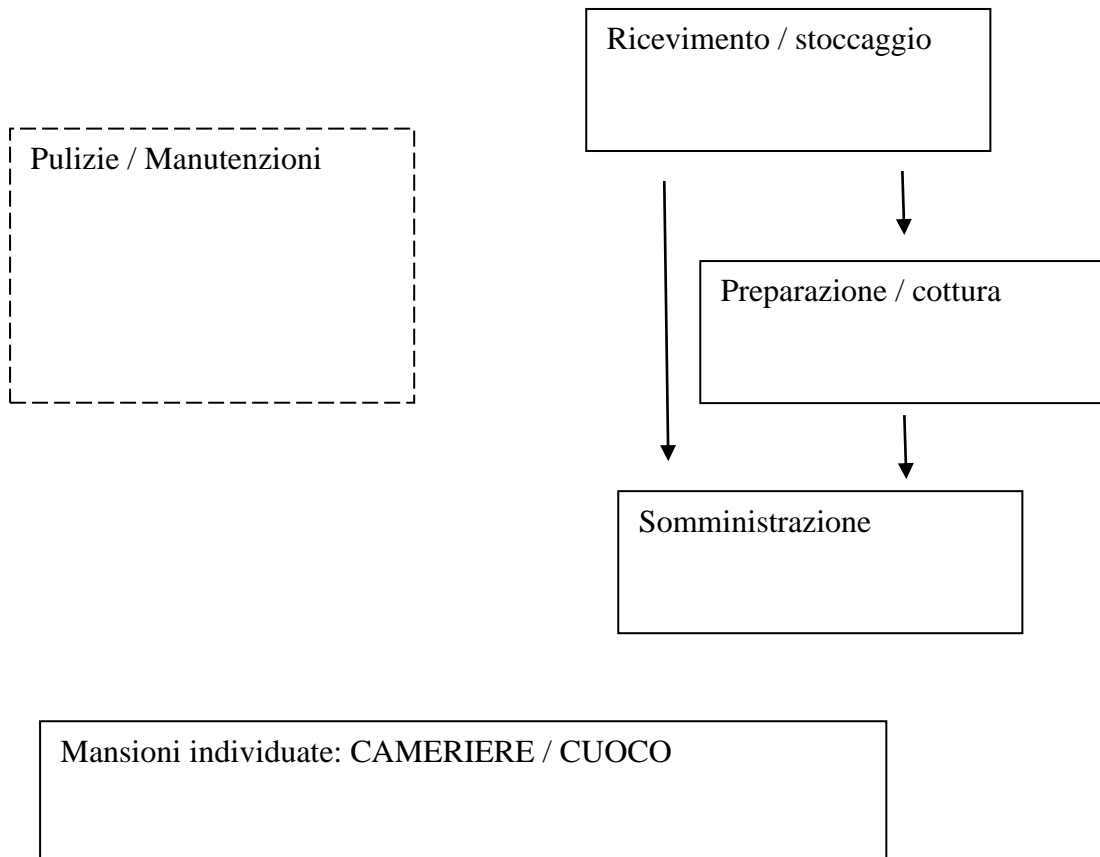 Ricevimento / stoccaggio
Pulizie / Manutenzioni
Preparazione / cottura
Somministrazione
Mansioni individuate: CAMERIERE / CUOCO